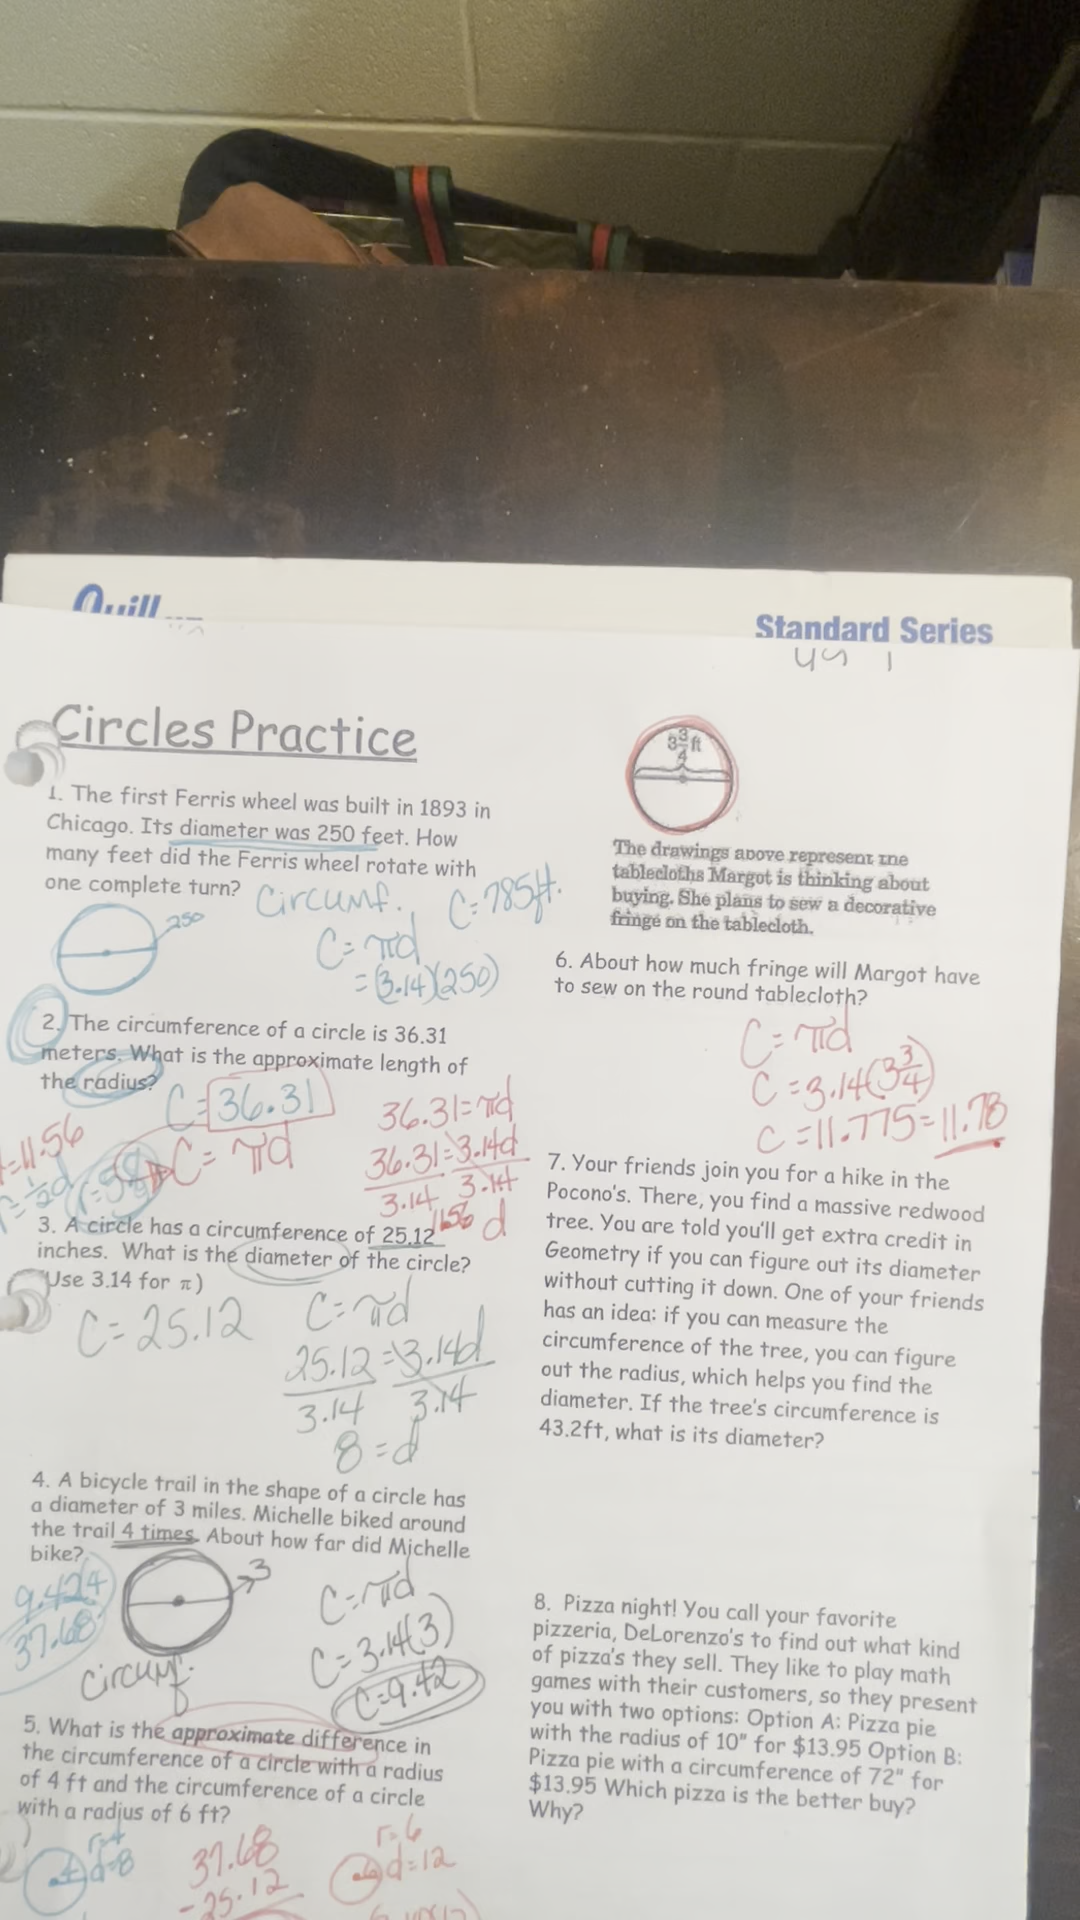 Quill
Standard Series
Circles Practice
1. The first Ferris wheel was built in 1893 in
Chicago. Its diameter was 250 feet. How
many feet did the Ferris wheel rotate with
one complete turn?
Circumf.
C=785ft.
250
C=πd
=(3.14)(250)
2. The circumference of a circle is 36.31
meters. What is the approximate length of
the radius?
C=36.31
C=πd
36.31=πd
36.31=3.14d
3.14 3.14
11.56 d
=11.56
=½d
3. A circle has a circumference of 25.12
inches. What is the diameter of the circle?
Use 3.14 for π)
C=25.12
C=πd
25.12=3.14d
3.14 3.14
8=d
4. A bicycle trail in the shape of a circle has
a diameter of 3 miles. Michelle biked around
the trail 4 times. About how far did Michelle
bike?
3
9.42(4
37.68
circumf.
C=πd
C=3.14(3)
C=9.42
5. What is the approximate difference in
the circumference of a circle with a radius
of 4 ft and the circumference of a circle
with a radius of 6 ft?
r=4
4 d=8
37.68
-25.12
r=6
6 d=12
3¾ft
The drawings above represent the
tablecloths Margot is thinking about
buying. She plans to sew a decorative
fringe on the tablecloth.
6. About how much fringe will Margot have
to sew on the round tablecloth?
C=πd
C=3.14(3¾)
C=11.775=11.78
7. Your friends join you for a hike in the
Pocono's. There, you find a massive redwood
tree. You are told you'll get extra credit in
Geometry if you can figure out its diameter
without cutting it down. One of your friends
has an idea: if you can measure the
circumference of the tree, you can figure
out the radius, which helps you find the
diameter. If the tree's circumference is
43.2ft, what is its diameter?
8. Pizza night! You call your favorite
pizzeria, DeLorenzo's to find out what kind
of pizza's they sell. They like to play math
games with their customers, so they present
you with two options: Option A: Pizza pie
with the radius of 10" for $13.95 Option B:
Pizza pie with a circumference of 72" for
$13.95 Which pizza is the better buy?
Why?